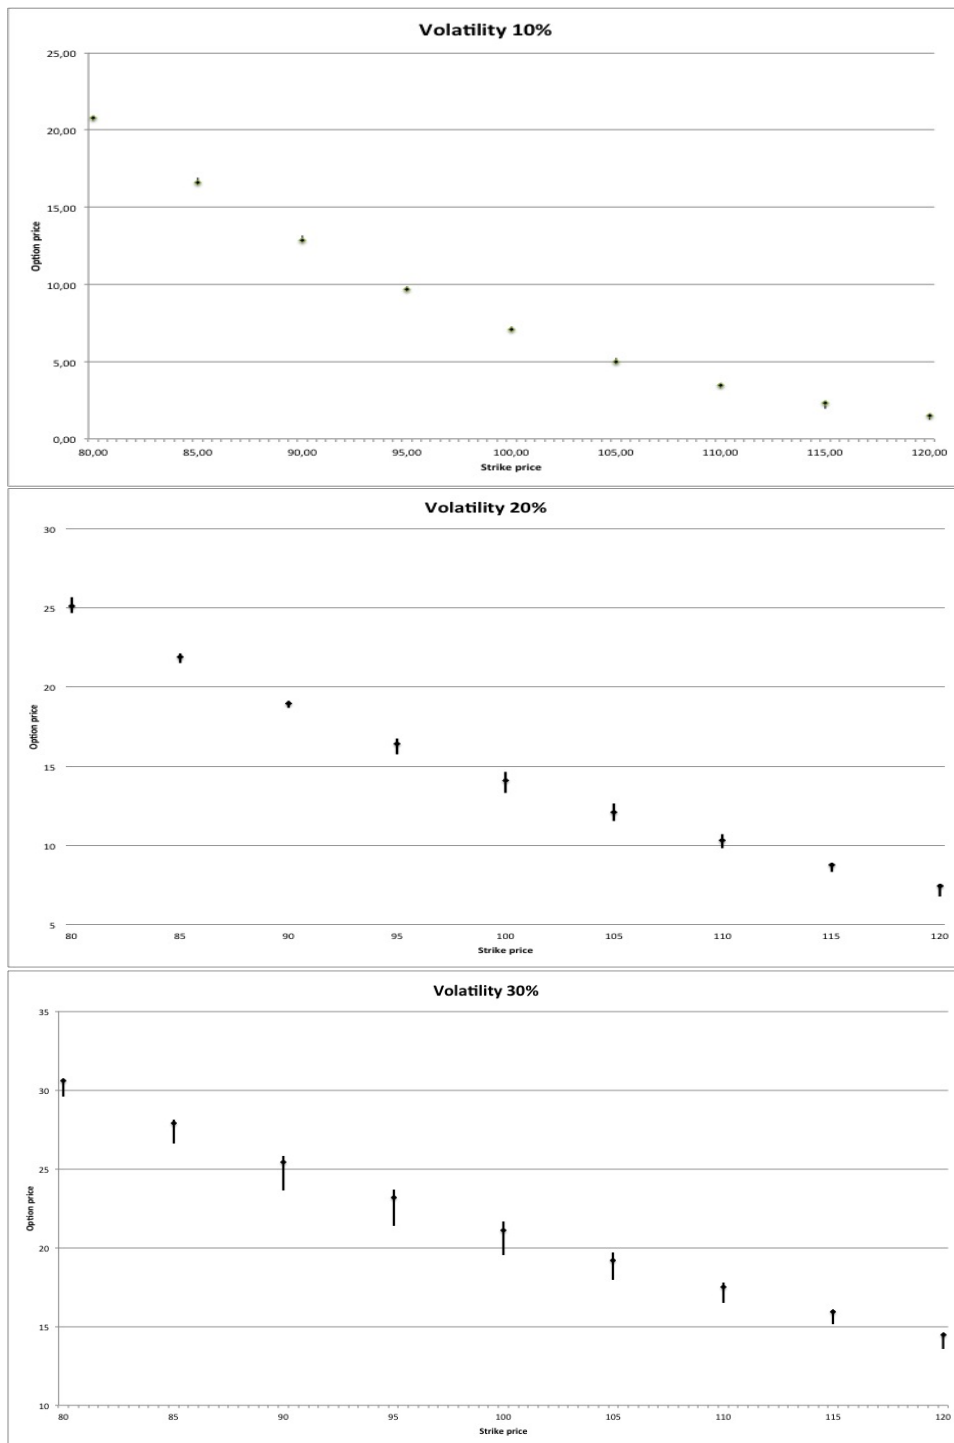 Volatility 10%
25,00
20,00
15,00
10,00
5,00
0,00
Option price
80,00 85,00 90,00 95,00 100,00 105,00 110,00 115,00 120,00
Strike price
Volatility 20%
30
25
20
15
10
5
Option price
80 85 90 95 100 105 110 115 120
Strike price
Volatility 30%
35
30
25
20
15
10
Option price
80 85 90 95 100 105 110 115 120
Strike price